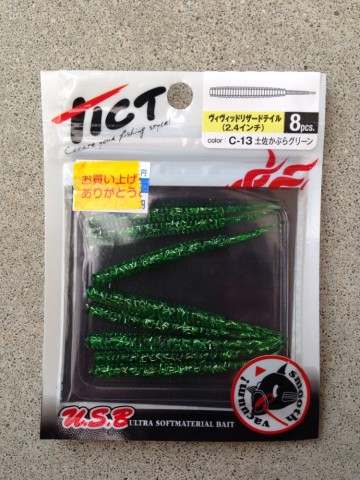 TICT
Create your fishing style!
ヴィヴィッドリザードテイル
(2.4インチ)
8pcs.
color C-13 土佐かぶらグリーン
お買い上げ
ありがとう
円
円
smooth
vacuum!
U.S.B ULTRA SOFTMATERIAL BAIT